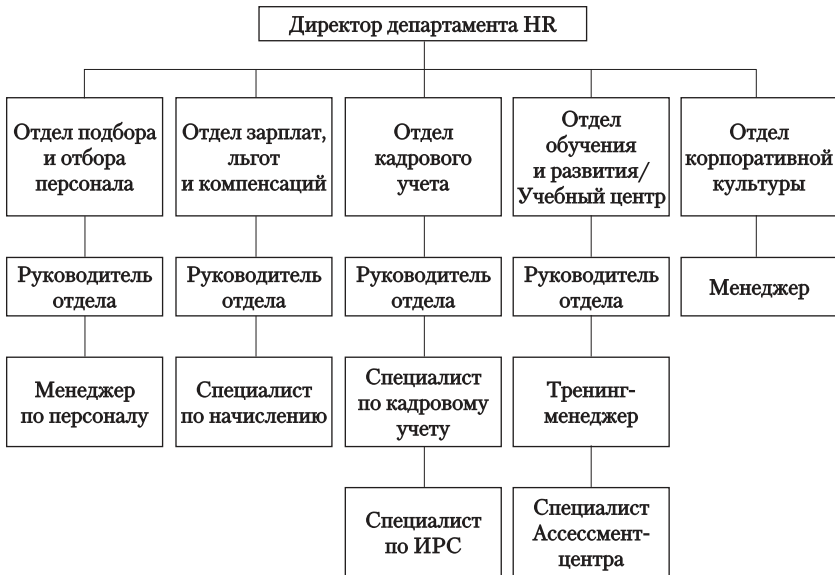 Директор департамента HR
Отдел подбора
и отбора
персонала
Отдел зарплат,
льгот
и компенсаций
Отдел
кадрового
учета
Отдел
обучения
и развития/
Учебный центр
Отдел
корпоративной
культуры
Руководитель
отдела
Руководитель
отдела
Руководитель
отдела
Руководитель
отдела
Менеджер
Менеджер
по персоналу
Специалист
по начислению
Специалист
по кадровому
учету
Тренинг-
менеджер
Специалист
по ИРС
Специалист
Ассессмент-
центра